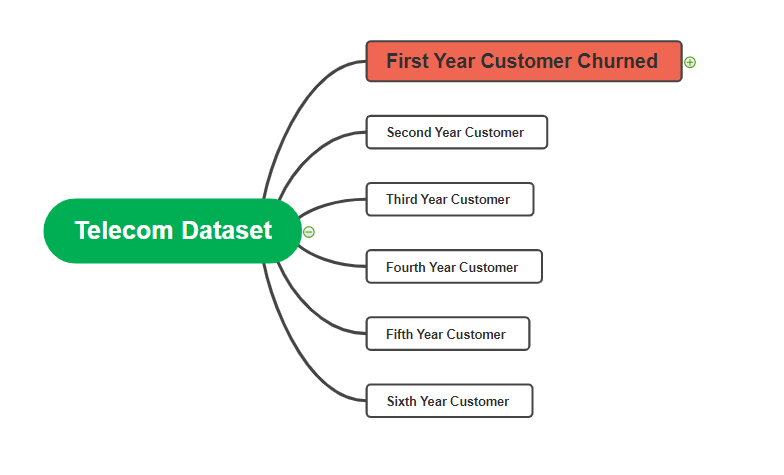 First Year Customer Churned
Second Year Customer
Third Year Customer
Telecom Dataset
Fourth Year Customer
Fifth Year Customer
Sixth Year Customer